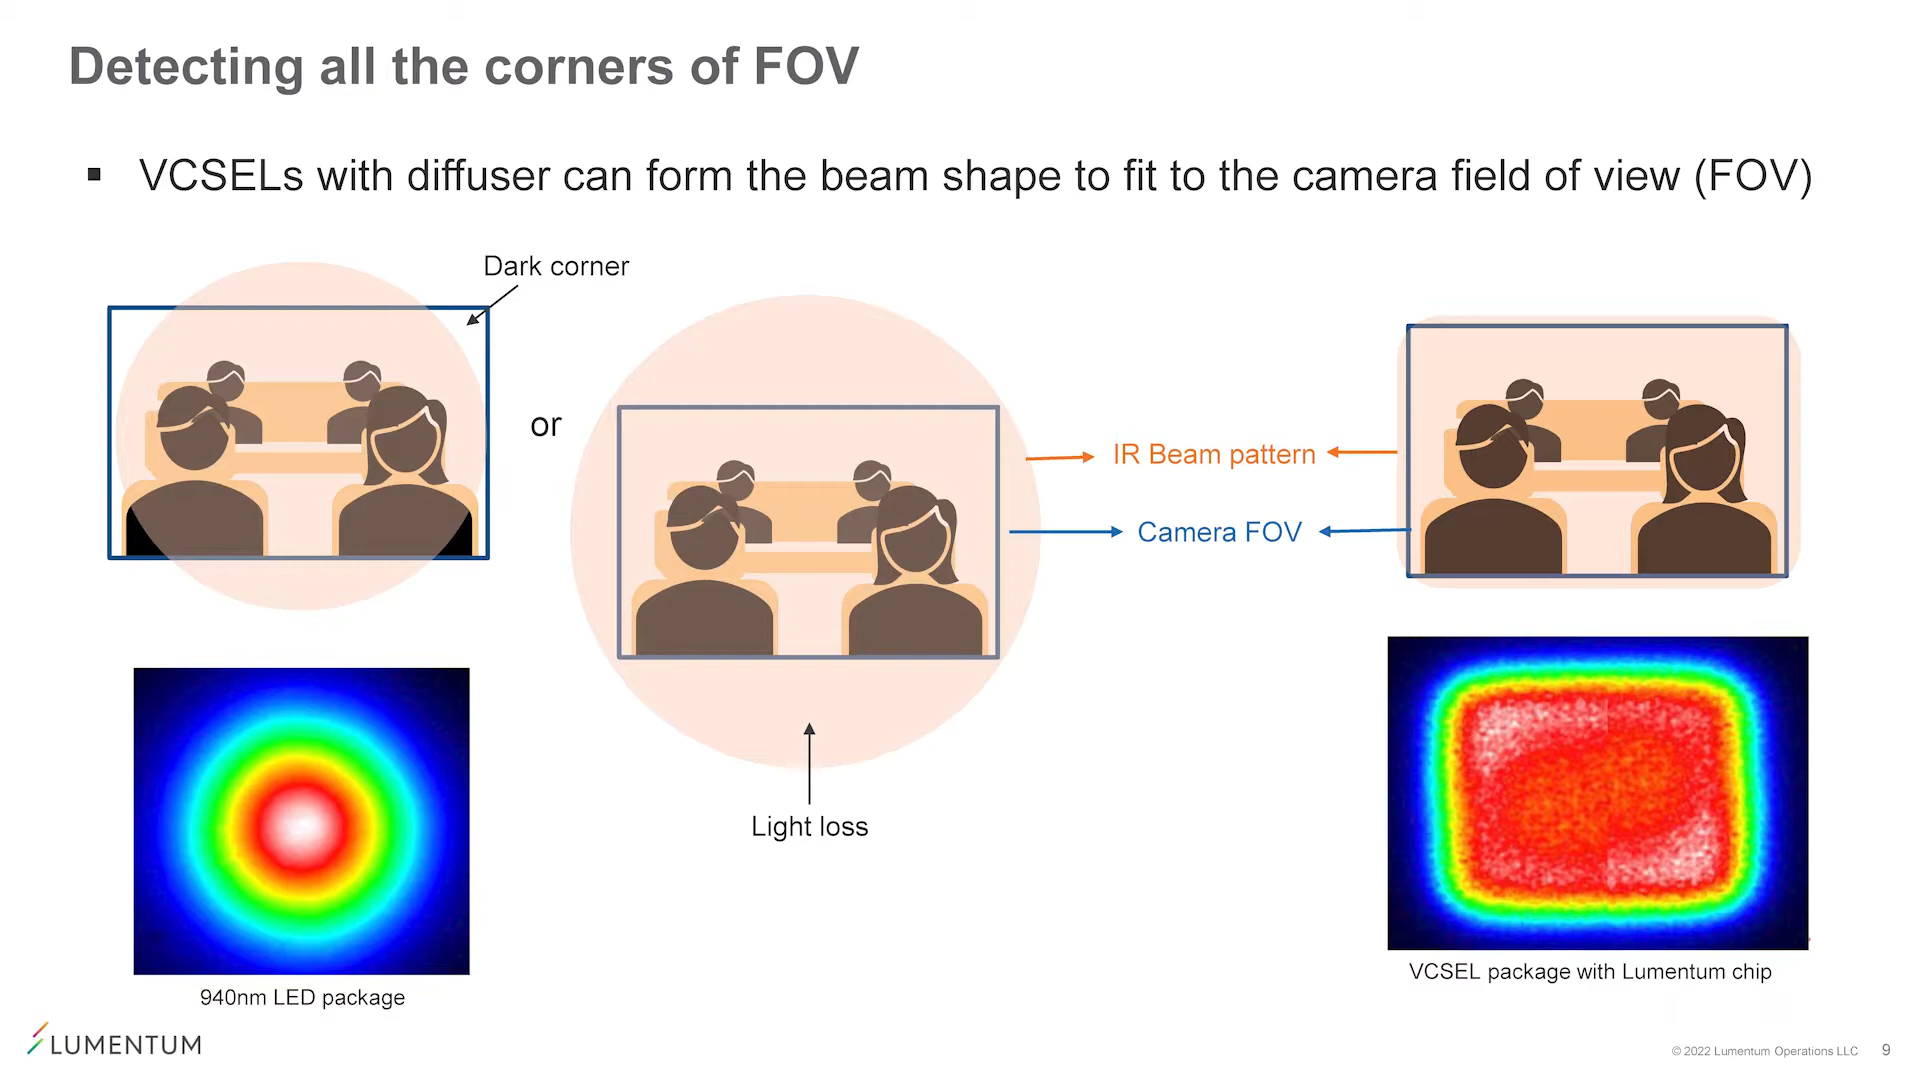 Detecting all the corners of FOV
▪ VCSELs with diffuser can form the beam shape to fit to the camera field of view (FOV)
Dark corner
or
IR Beam pattern
Camera FOV
Light loss
940nm LED package
VCSEL package with Lumentum chip
LUMENTUM
© 2022 Lumentum Operations LLC 9